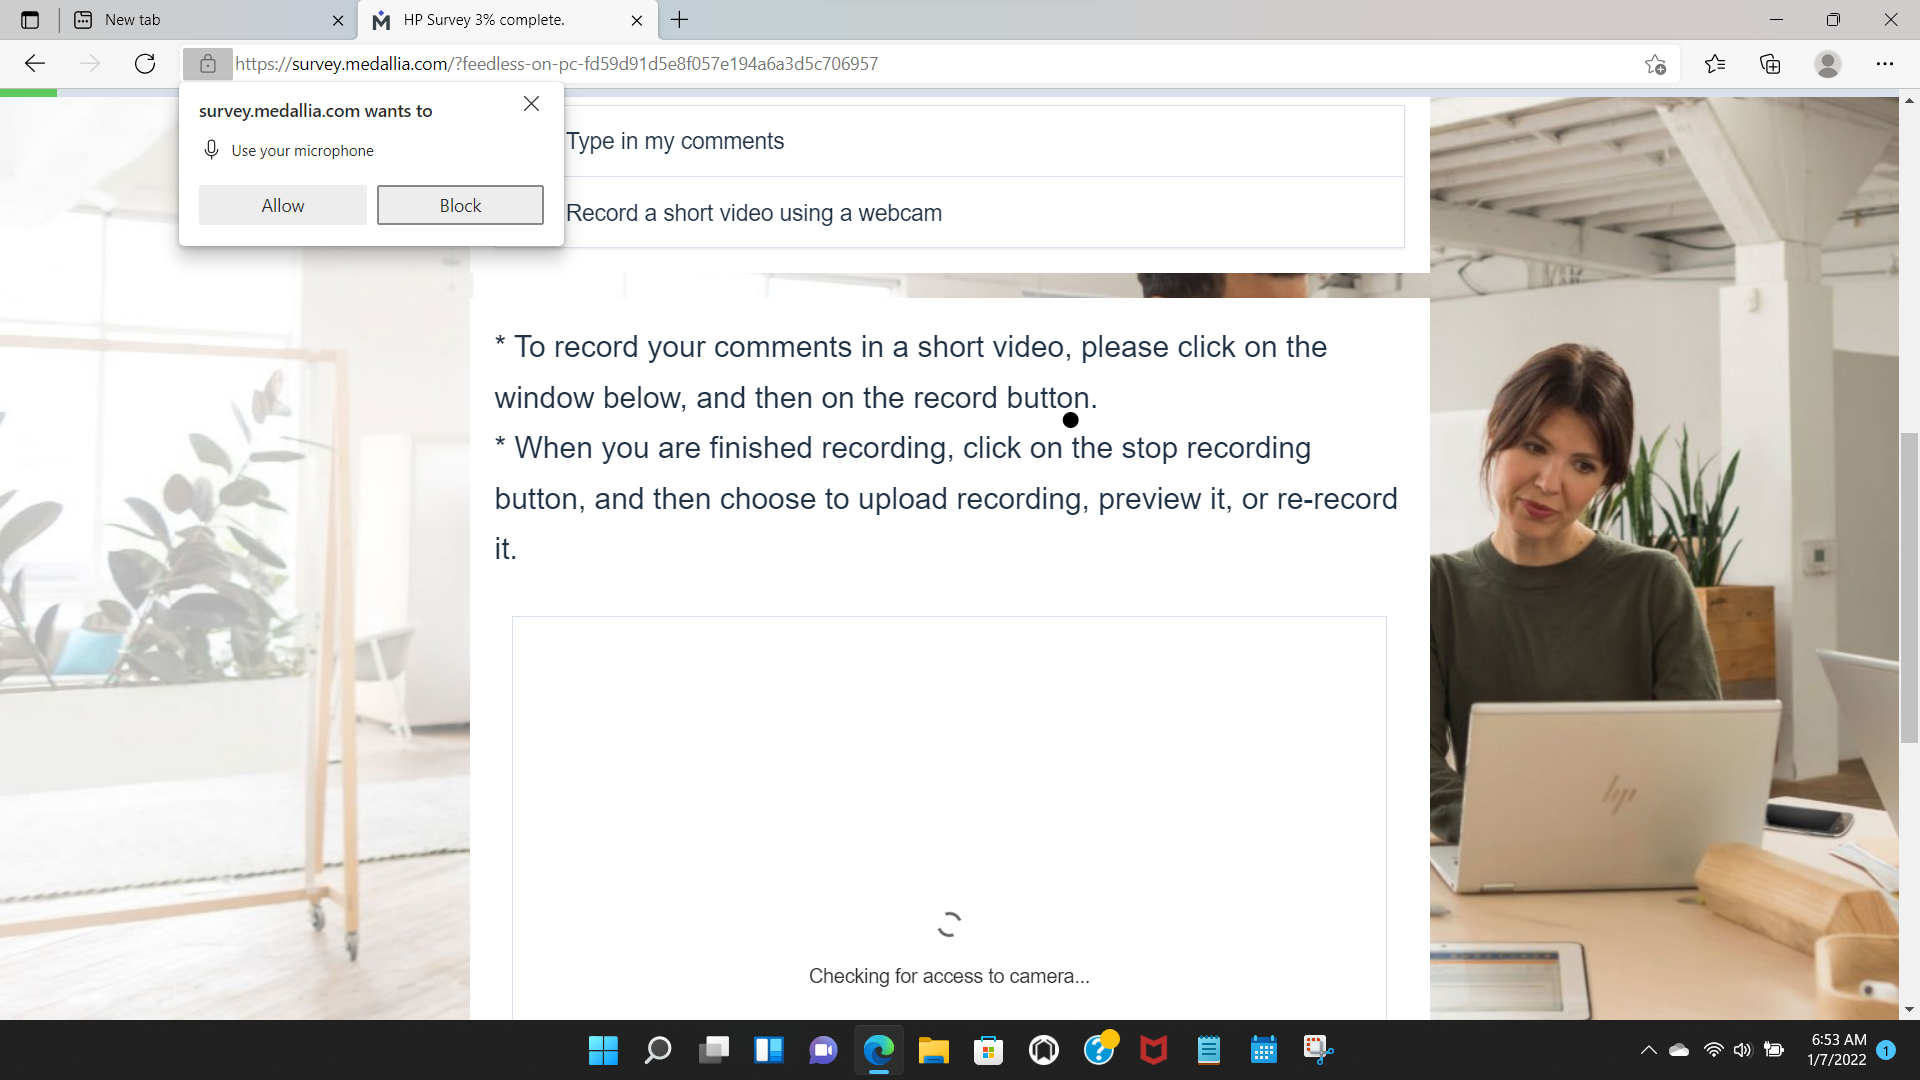 New tab
HP Survey 3% complete.
https://survey.medallia.com/?feedless-on-pc-fd59d91d5e8f057e194a6a3d5c706957
survey.medallia.com wants to
Use your microphone
Allow
Block
Type in my comments
Record a short video using a webcam
* To record your comments in a short video, please click on the
window below, and then on the record button.
* When you are finished recording, click on the stop recording
button, and then choose to upload recording, preview it, or re-record
it.
hp
Checking for access to camera...
6:53 AM
1/7/2022
1